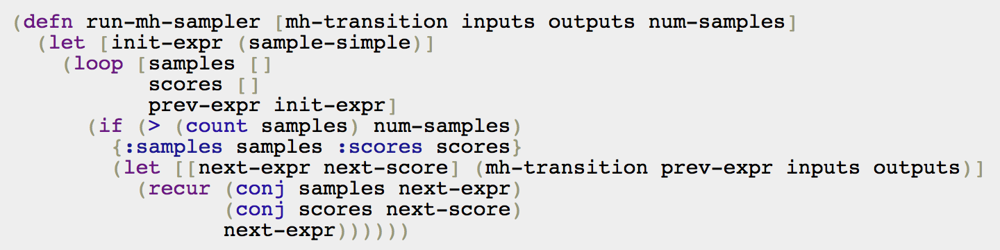 (defn run-mh-sampler [mh-transition inputs outputs num-samples]
  (let [init-expr (sample-simple)]
    (loop [samples []
           scores []
           prev-expr init-expr]
      (if (> (count samples) num-samples)
        {:samples samples :scores scores}
        (let [[next-expr next-score] (mh-transition prev-expr inputs outputs)]
          (recur (conj samples next-expr)
                 (conj scores next-score)
                 next-expr))))))